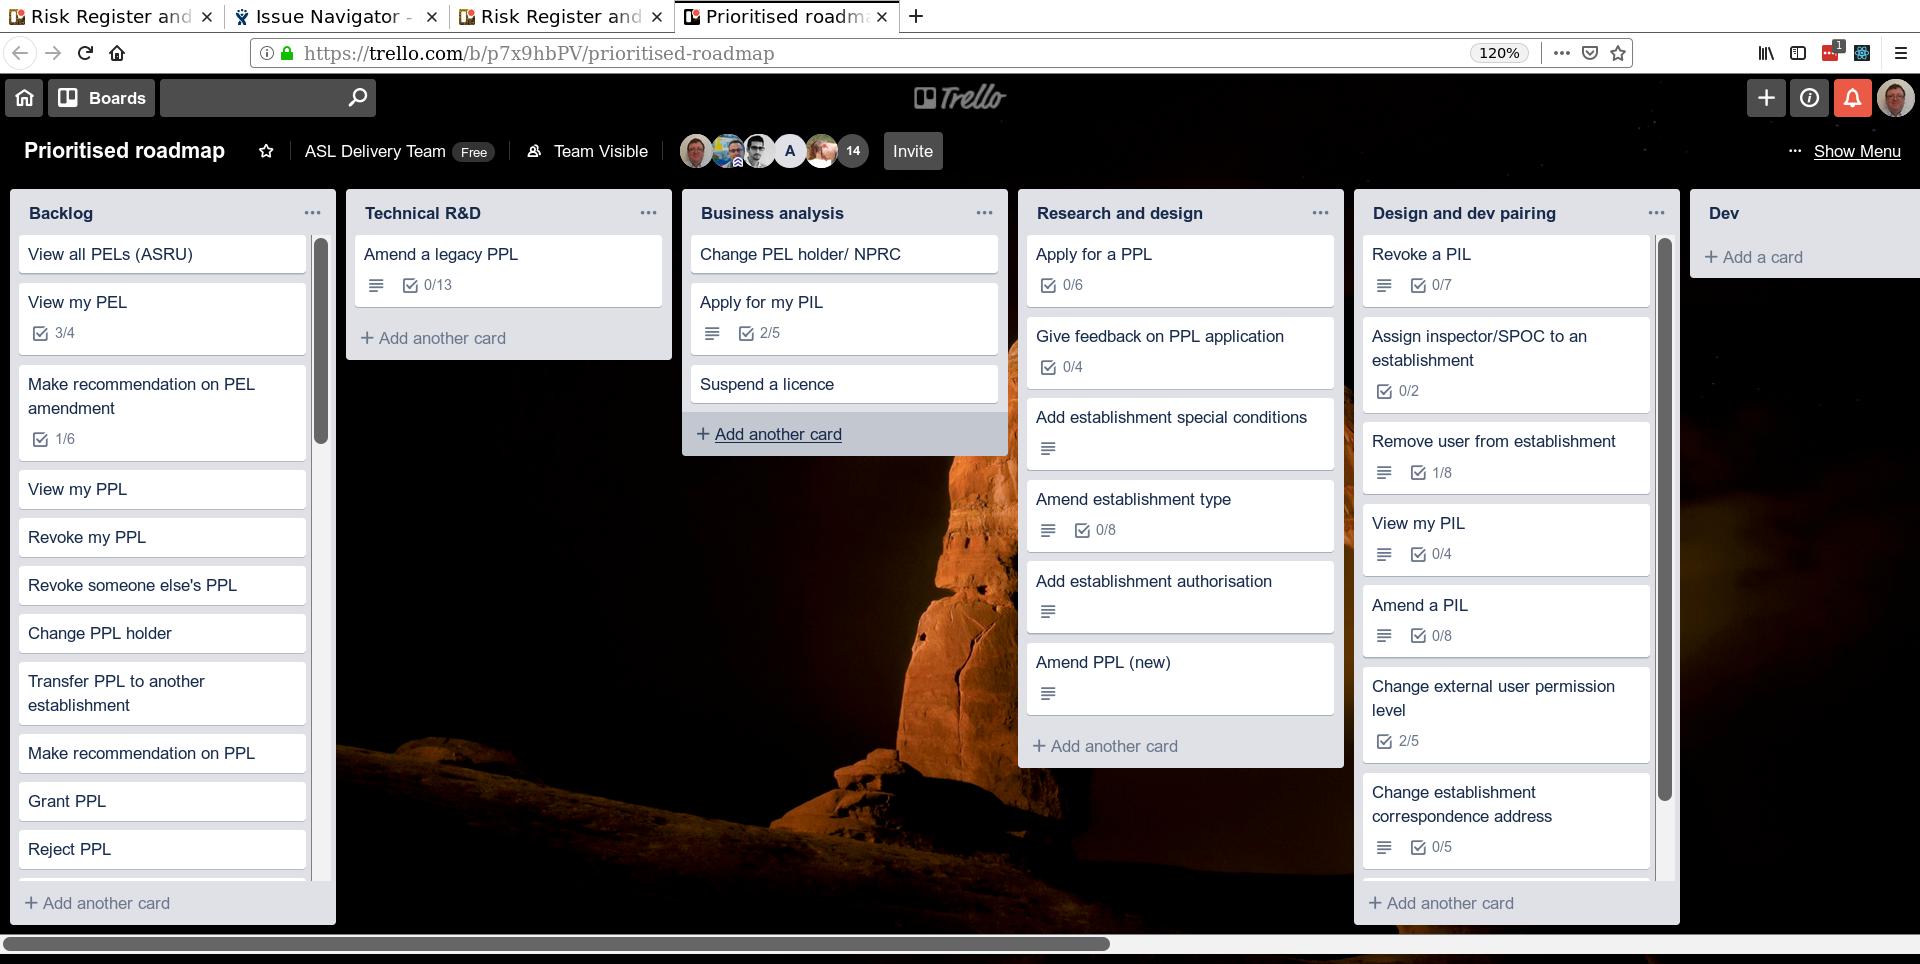 Risk Register and
Issue Navigator -
Risk Register and
Prioritised roadma
https://trello.com/b/p7x9hbPV/prioritised-roadmap
120%
1
Boards
Trello
Prioritised roadmap
ASL Delivery Team
Free
Team Visible
A
14
Invite
Show Menu
Backlog
View all PELs (ASRU)
View my PEL
3/4
Make recommendation on PEL
amendment
1/6
View my PPL
Revoke my PPL
Revoke someone else's PPL
Change PPL holder
Transfer PPL to another
establishment
Make recommendation on PPL
Grant PPL
Reject PPL
+ Add another card
Technical R&D
Amend a legacy PPL
0/13
+ Add another card
Business analysis
Change PEL holder/ NPRC
Apply for my PIL
2/5
Suspend a licence
+ Add another card
Research and design
Apply for a PPL
0/6
Give feedback on PPL application
0/4
Add establishment special conditions
Amend establishment type
0/8
Add establishment authorisation
Amend PPL (new)
+ Add another card
Design and dev pairing
Revoke a PIL
0/7
Assign inspector/SPOC to an
establishment
0/2
Remove user from establishment
1/8
View my PIL
0/4
Amend a PIL
0/8
Change external user permission
level
2/5
Change establishment
correspondence address
0/5
+ Add another card
Dev
+ Add a card